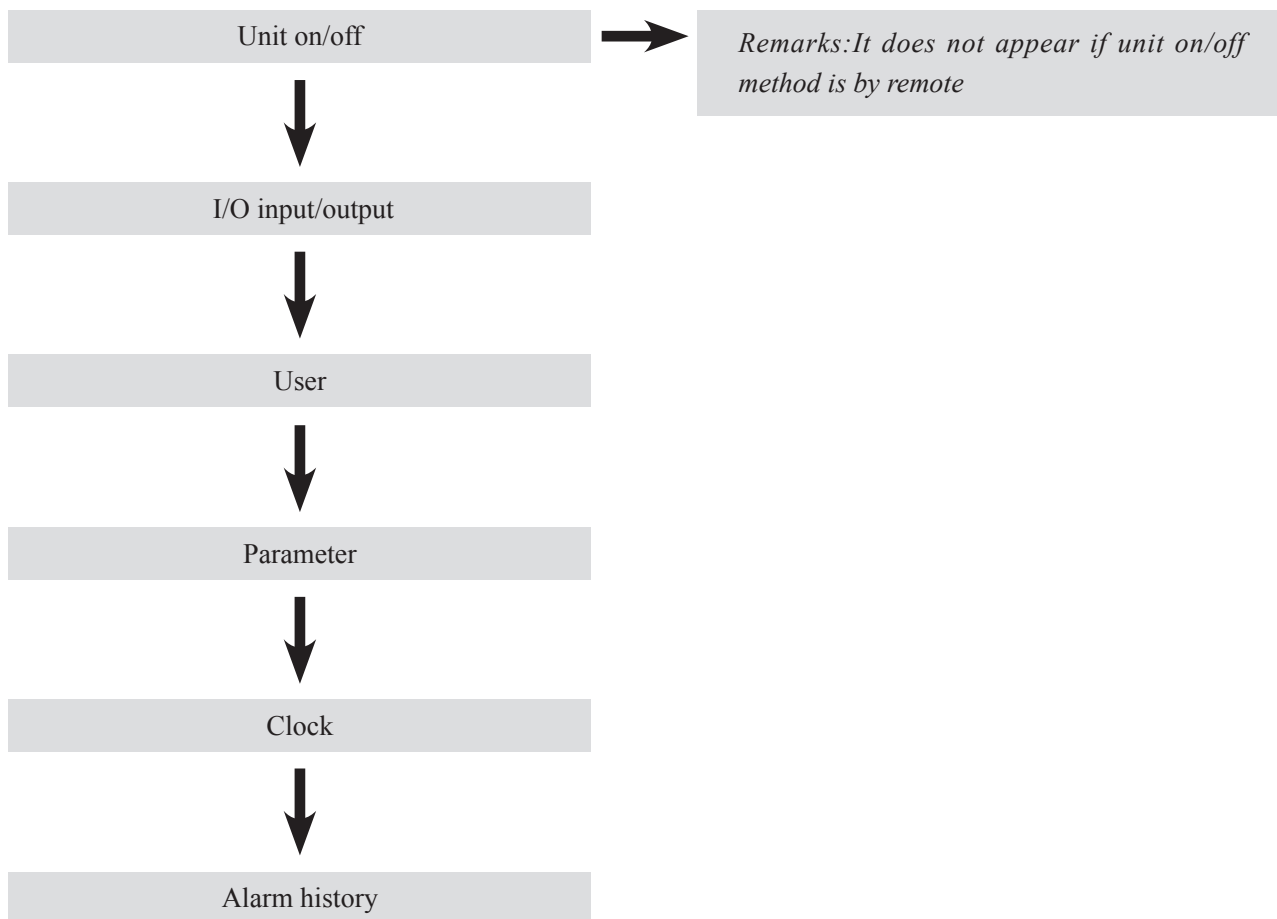 Unit on/off
Remarks:It does not appear if unit on/off
method is by remote
I/O input/output
User
Parameter
Clock
Alarm history